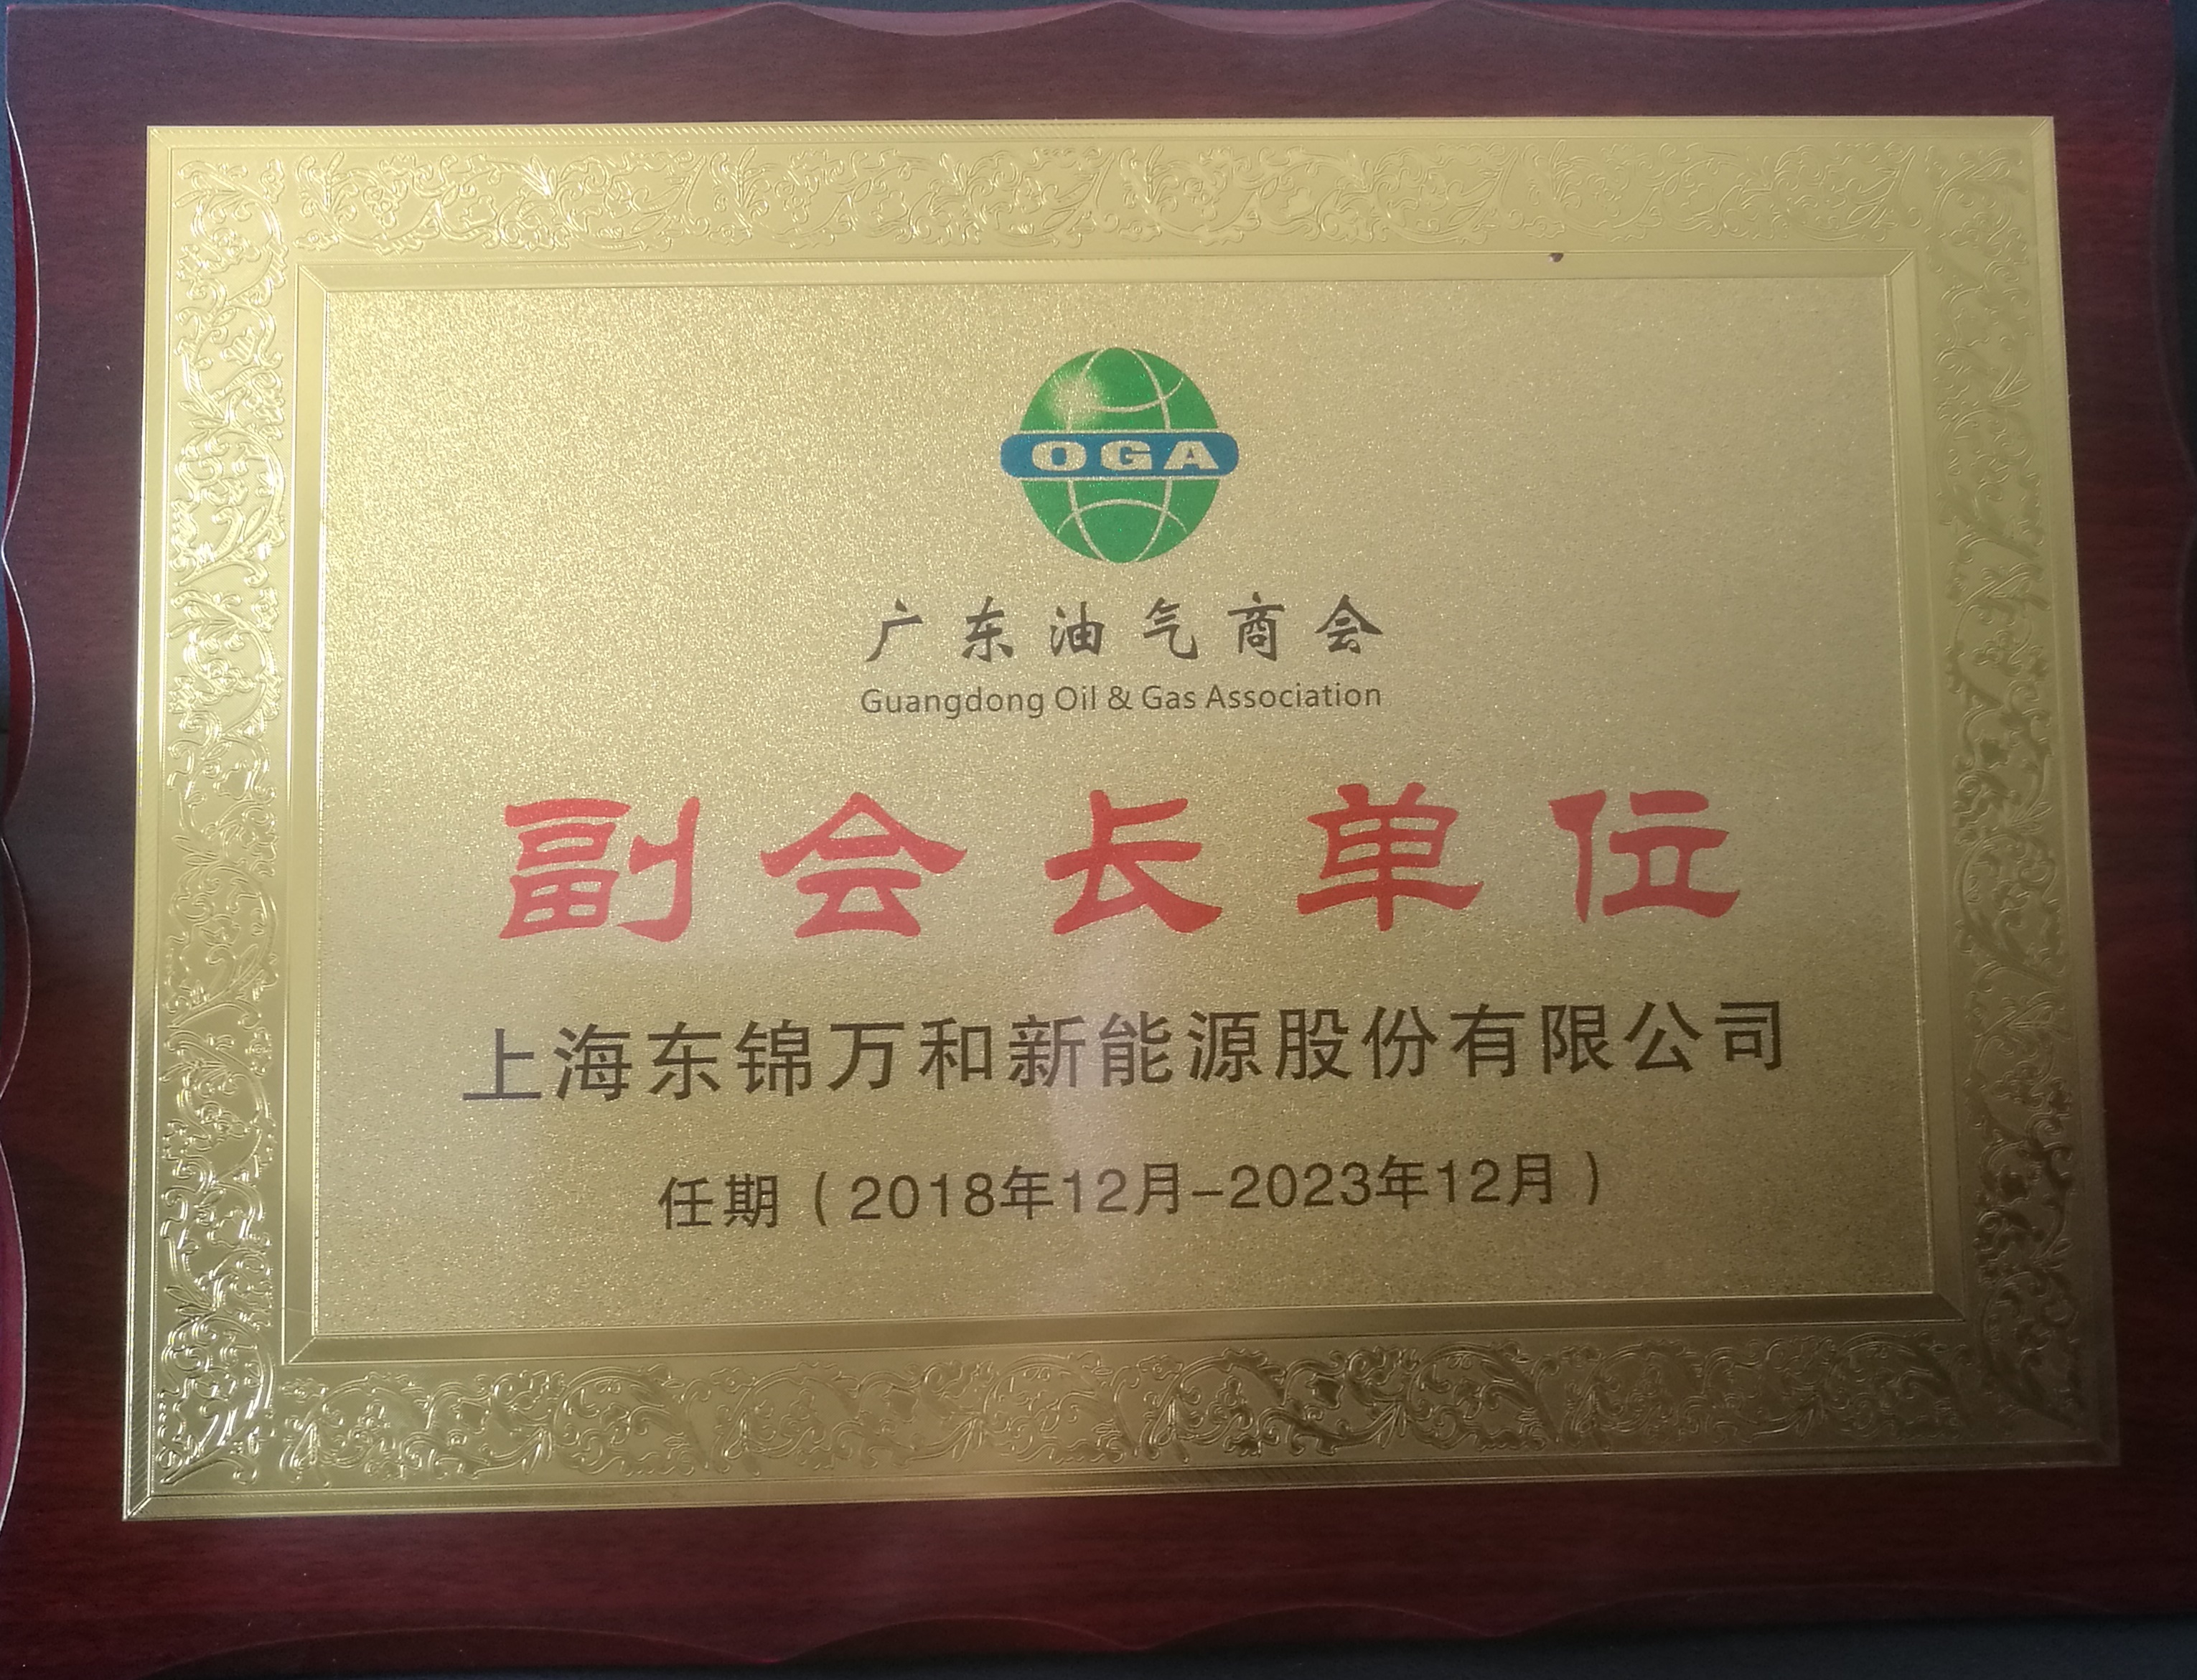 OGA
广东油气商会
Guangdong Oil & Gas Association
副会长单位
上海东锦万和新能源股份有限公司
任期（2018年12月-2023年12月）